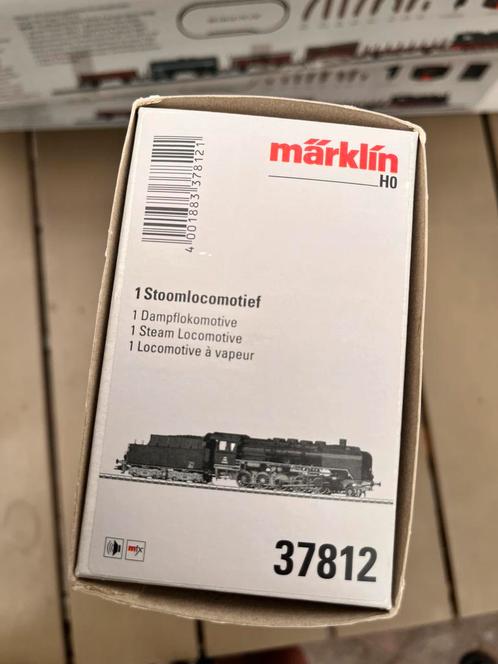 märklin
H0
4 001883 378121
1 Stoomlocomotief
1 Dampflokomotive
1 Steam Locomotive
1 Locomotive à vapeur
mfx
37812